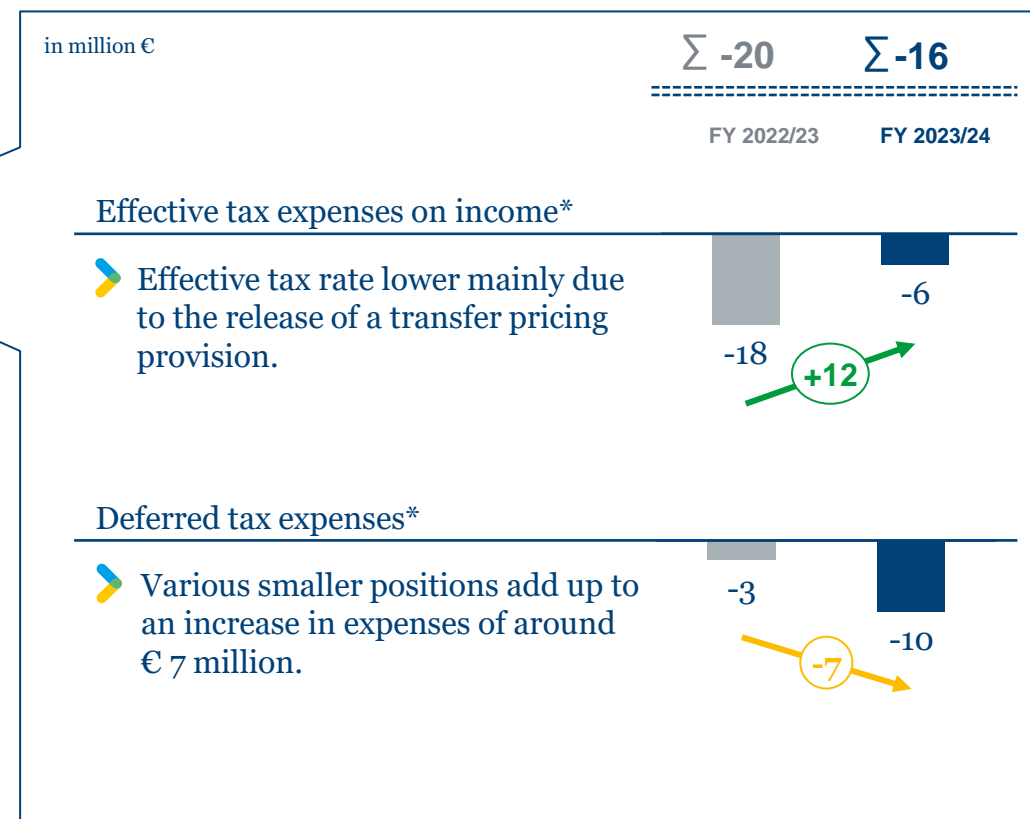 in million €
∑ -20 ∑ -16
FY 2022/23 FY 2023/24
Effective tax expenses on income*
Effective tax rate lower mainly due
to the release of a transfer pricing
provision.
-6
-18
+12
Deferred tax expenses*
Various smaller positions add up to
an increase in expenses of around
€ 7 million.
-3
-10
-7